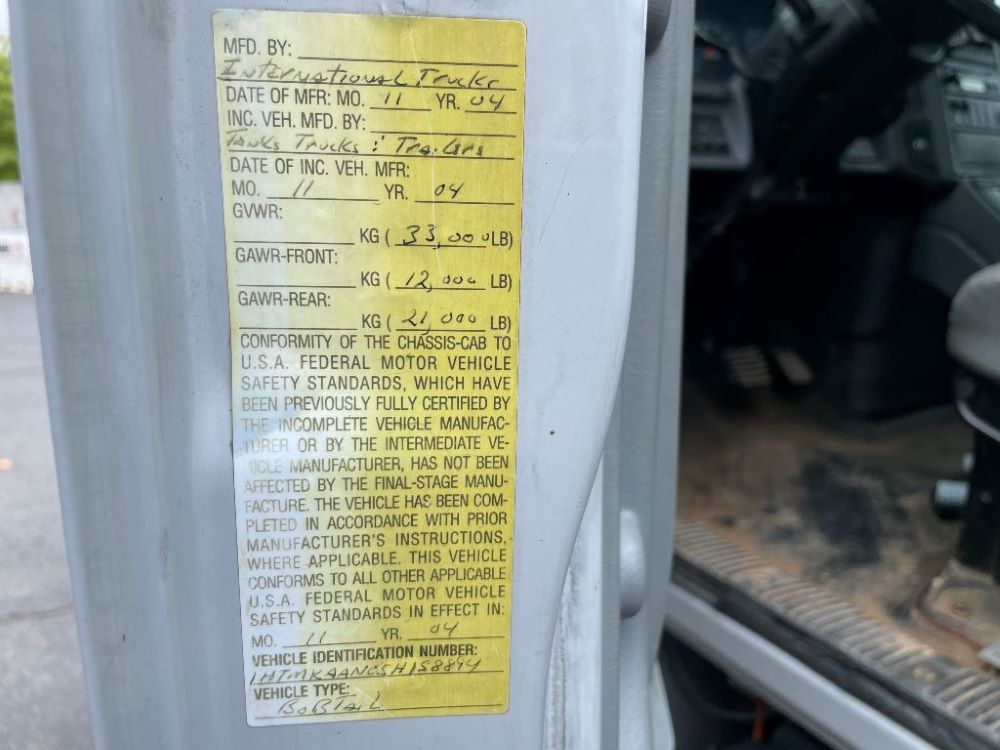 MFD. BY:
International Trucks
DATE OF MFR: MO. 11 YR. 04
INC. VEH. MFD. BY:
Tanks Trucks & Trailers
DATE OF INC. VEH. MFR:
MO. 11 YR. 04
GVWR:
KG ( 33,000 LB)
GAWR-FRONT:
KG ( 12,000 LB)
GAWR-REAR:
KG ( 21,000 LB)
CONFORMITY OF THE CHASSIS-CAB TO
U.S.A. FEDERAL MOTOR VEHICLE
SAFETY STANDARDS, WHICH HAVE
BEEN PREVIOUSLY FULLY CERTIFIED BY
THE INCOMPLETE VEHICLE MANUFAC-
TURER OR BY THE INTERMEDIATE VE-
HICLE MANUFACTURER, HAS NOT BEEN
AFFECTED BY THE FINAL-STAGE MANU-
FACTURE. THE VEHICLE HAS BEEN COM-
PLETED IN ACCORDANCE WITH PRIOR
MANUFACTURER'S INSTRUCTIONS,
WHERE APPLICABLE. THIS VEHICLE
CONFORMS TO ALL OTHER APPLICABLE
U.S.A. FEDERAL MOTOR VEHICLE
SAFETY STANDARDS IN EFFECT IN:
MO. 11 YR. 04
VEHICLE IDENTIFICATION NUMBER:
1HTMKAAN05H158894
VEHICLE TYPE:
BoBTaiL